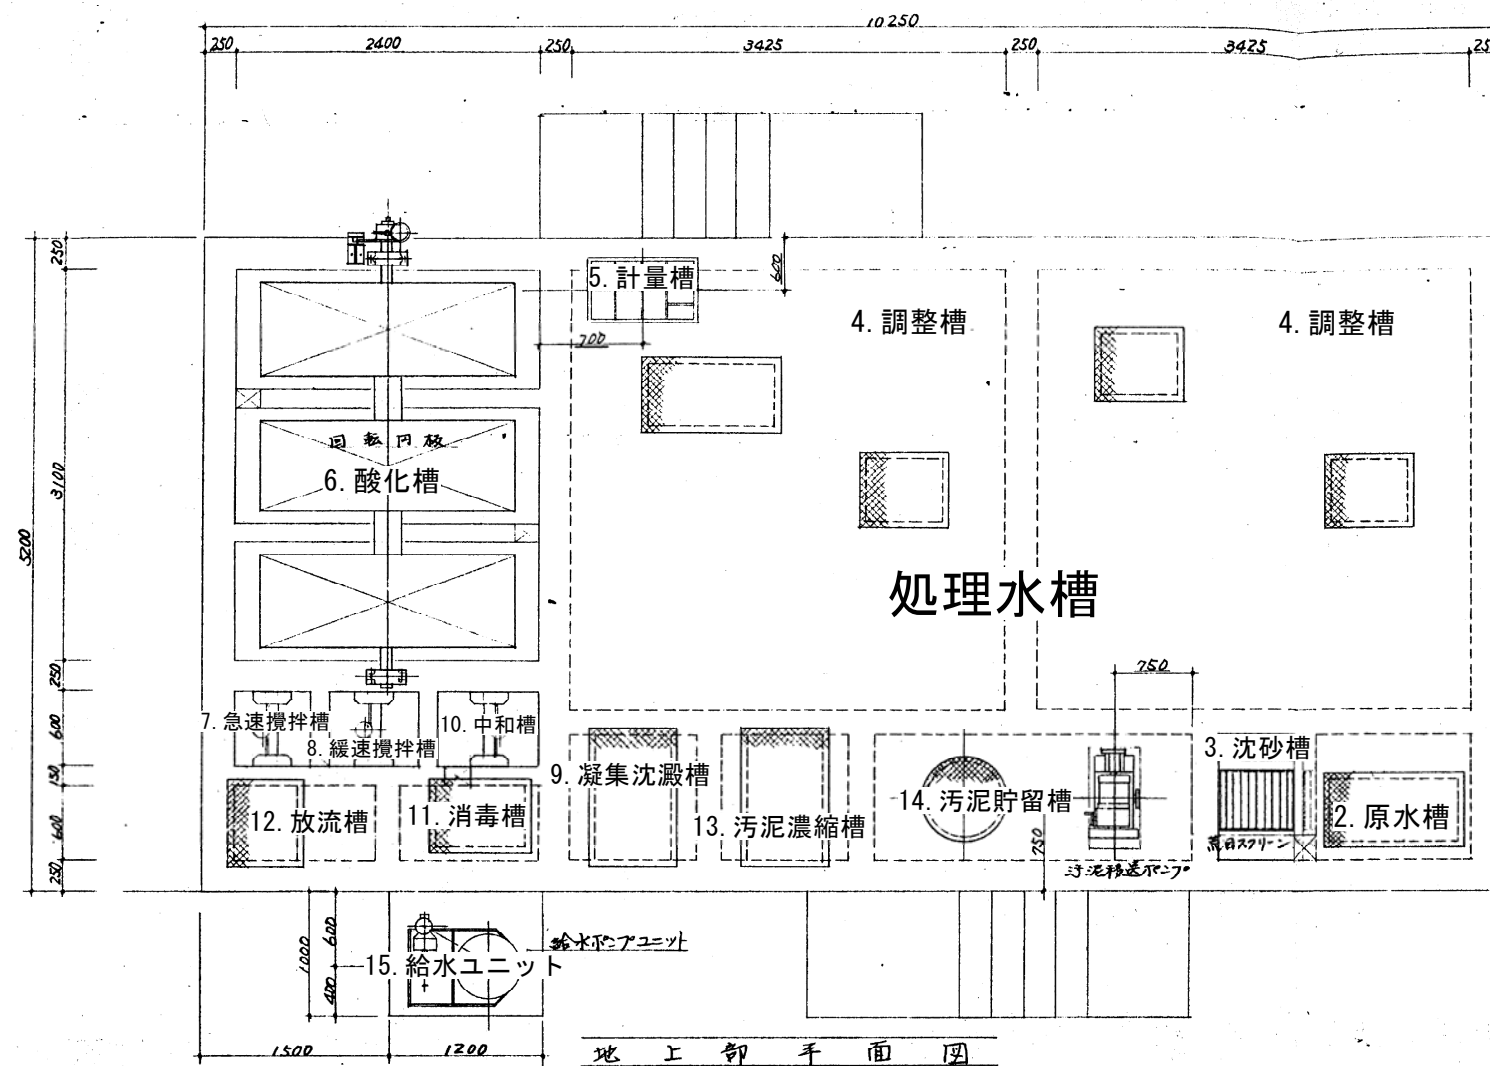 10250
250 2400 250 3425 250 3425 25
250
600
5. 計量槽
4. 調整槽
4. 調整槽
700
回転円板
6. 酸化槽
3100
5200
処理水槽
250
750
7. 急速攪拌槽
10. 中和槽
600
8. 緩速攪拌槽
3. 沈砂槽
9. 凝集沈澱槽
150
14. 汚泥貯留槽
12. 放流槽
11. 消毒槽
13. 汚泥濃縮槽
2. 原水槽
600
750
荒目スクリーン
250
汚泥移送ポンプ
600
給水ポンプユニット
1000
15. 給水ユニット
400
1500 1200
地上部平面図